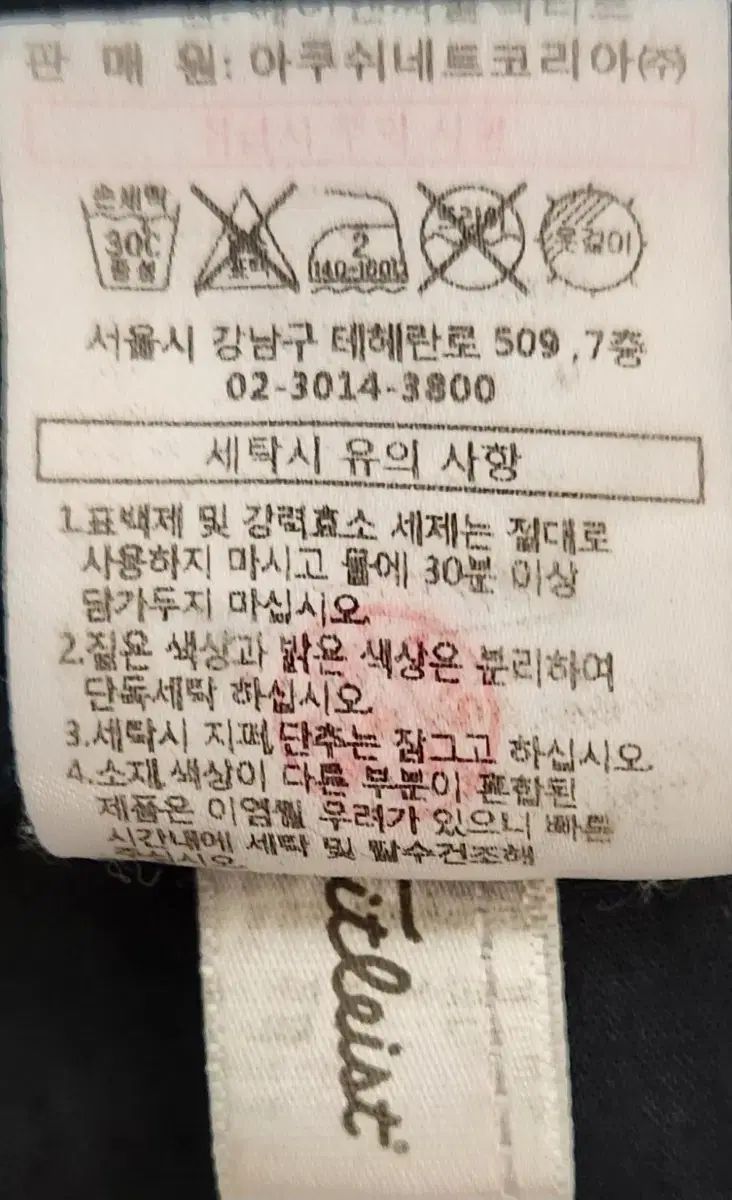 판 매 원: 아쿠쉬네트코리아(주)
손세탁
30C
중성
2
140-160℃
드라이
옷걸이
서울시 강남구 테헤란로 509 ,7층
02-3014-3800
세탁시 유의 사항
1.표백제 및 강력효소 세제는 절대로
사용하지 마시고 물에 30분 이상
담가두지 마십시오.
2.짙은 색상과 밝은 색상은 분리하여
단독세탁 하십시오.
3.세탁시 지퍼,단추는 잠그고 하십시오.
4.소재,색상이 다른 부분이 혼합된
제품은 이염될 우려가 있으니 빠른
시간내에 세탁 및 탈수건조해
주십시오.
Titleist